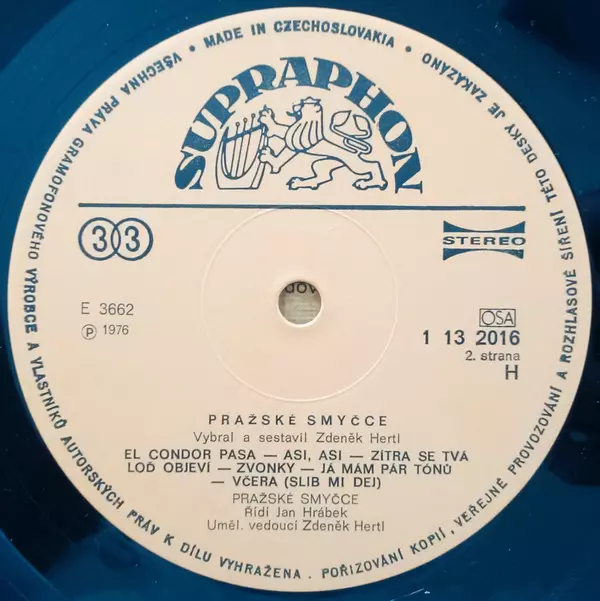 • MADE IN CZECHOSLOVAKIA •
VŠECHNA PRÁVA GRAMOFONOVÉHO VÝROBCE A VLASTNÍKŮ AUTORSKÝCH PRÁV K DÍLU VYHRAŽENA . POŘIZOVÁNÍ KOPIÍ , VEŘEJNÉ PROVOZOVÁNÍ A ROZHLASOVÉ ŠÍŘENÍ TÉTO DESKY JE ZAKÁZÁNO
SUPRAPHON
33
STEREO
E 3662
Ⓟ 1976
OSA
1 13 2016
2. strana
H
PRAŽSKÉ SMYČCE
Vybral a sestavil Zdeněk Hertl
EL CONDOR PASA — ASI, ASI — ZÍTRA SE TVÁ
LOĎ OBJEVÍ — ZVONKY — JÁ MÁM PÁR TÓNŮ
— VČERA (SLIB MI DEJ)
PRAŽSKÉ SMYČCE
Řídí Jan Hrábek
Uměl. vedoucí Zdeněk Hertl